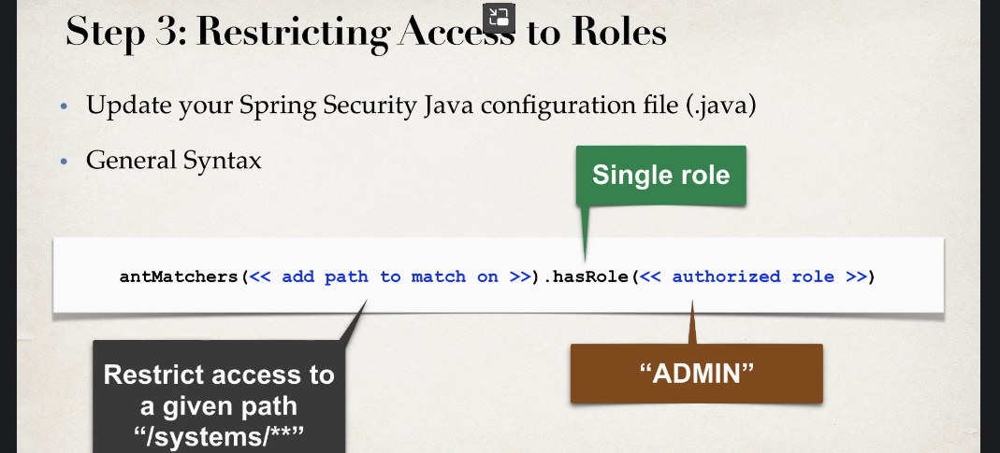 Step 3: Restricting Access to Roles
• Update your Spring Security Java configuration file (.java)
• General Syntax
Single role
antMatchers(<< add path to match on >>).hasRole(<< authorized role >>)
Restrict access to
a given path
“/systems/**”
“ADMIN”